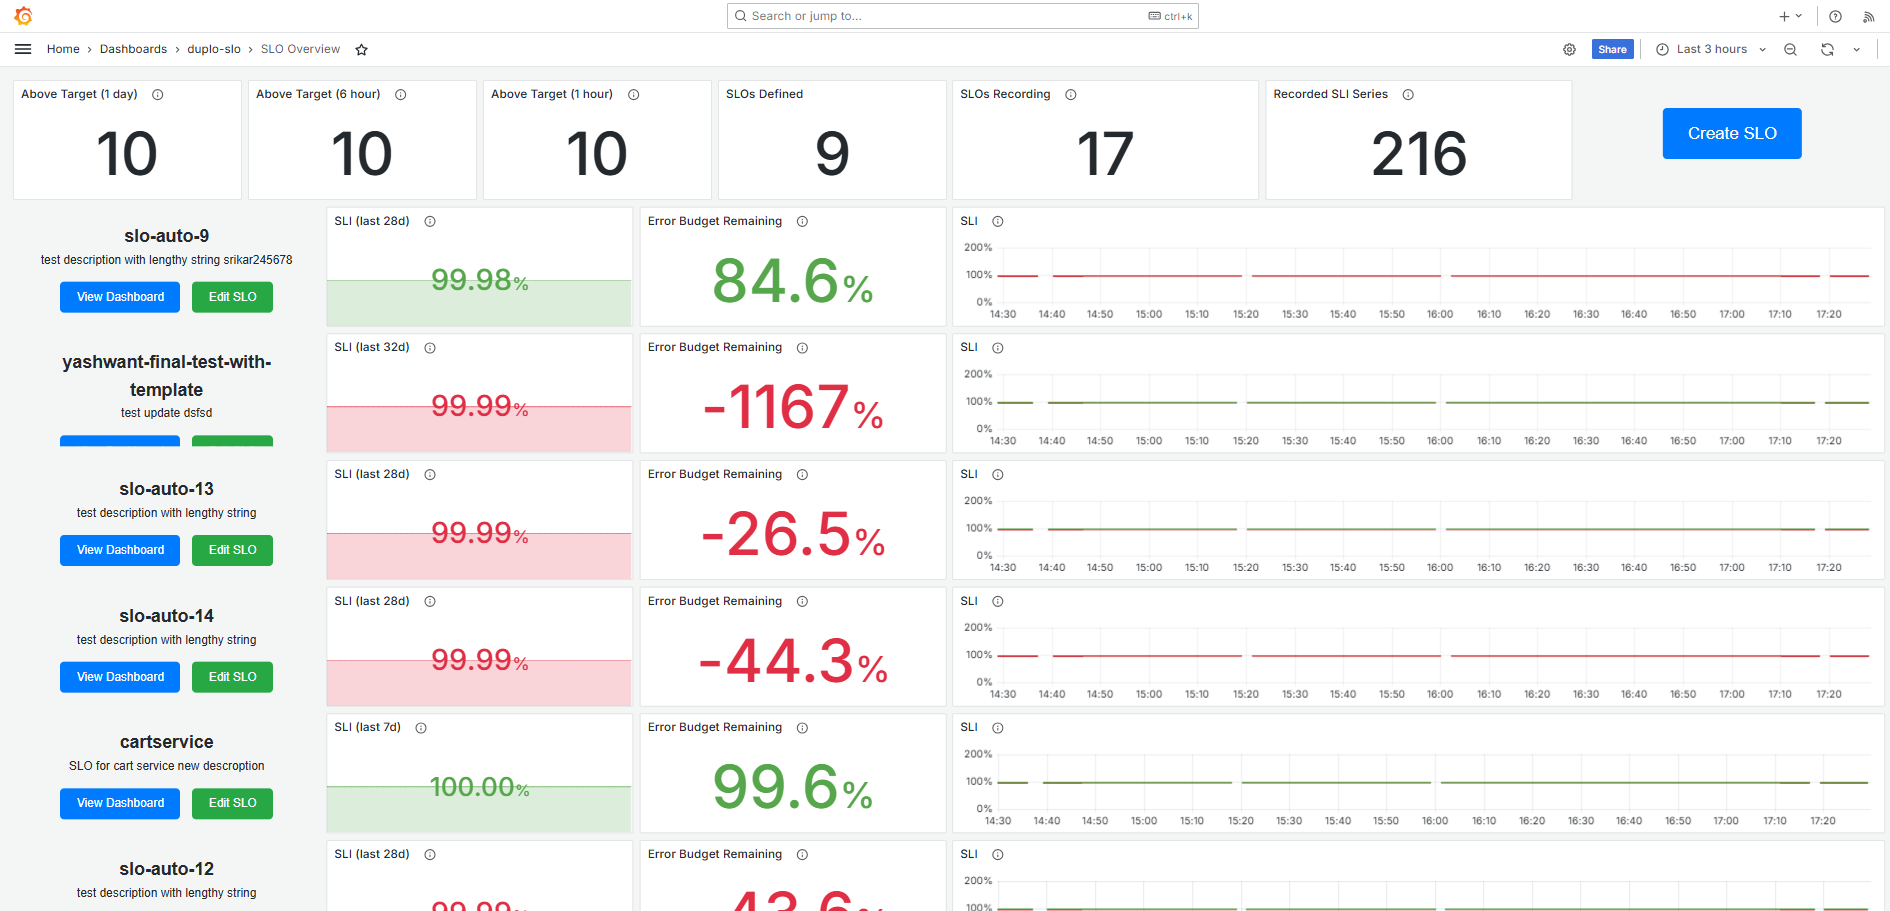 Search or jump to...
ctrl+k
Home › Dashboards › duplo-slo › SLO Overview
Share
Last 3 hours
Above Target (1 day)
10
Above Target (6 hour)
10
Above Target (1 hour)
10
SLOs Defined
9
SLOs Recording
17
Recorded SLI Series
216
Create SLO
slo-auto-9
test description with lengthy string srikar245678
View Dashboard
Edit SLO
SLI (last 28d)
99.98%
Error Budget Remaining
84.6%
SLI
200%
100%
0%
14:30 14:40 14:50 15:00 15:10 15:20 15:30 15:40 15:50 16:00 16:10 16:20 16:30 16:40 16:50 17:00 17:10 17:20
yashwant-final-test-with-
template
test update dsfsd
SLI (last 32d)
99.99%
Error Budget Remaining
-1167%
SLI
200%
100%
0%
14:30 14:40 14:50 15:00 15:10 15:20 15:30 15:40 15:50 16:00 16:10 16:20 16:30 16:40 16:50 17:00 17:10 17:20
slo-auto-13
test description with lengthy string
View Dashboard
Edit SLO
SLI (last 28d)
99.99%
Error Budget Remaining
-26.5%
SLI
200%
100%
0%
14:30 14:40 14:50 15:00 15:10 15:20 15:30 15:40 15:50 16:00 16:10 16:20 16:30 16:40 16:50 17:00 17:10 17:20
slo-auto-14
test description with lengthy string
View Dashboard
Edit SLO
SLI (last 28d)
99.99%
Error Budget Remaining
-44.3%
SLI
200%
100%
0%
14:30 14:40 14:50 15:00 15:10 15:20 15:30 15:40 15:50 16:00 16:10 16:20 16:30 16:40 16:50 17:00 17:10 17:20
cartservice
SLO for cart service new descroption
View Dashboard
Edit SLO
SLI (last 7d)
100.00%
Error Budget Remaining
99.6%
SLI
200%
100%
0%
14:30 14:40 14:50 15:00 15:10 15:20 15:30 15:40 15:50 16:00 16:10 16:20 16:30 16:40 16:50 17:00 17:10 17:20
slo-auto-12
test description with lengthy string
SLI (last 28d)
99.99%
Error Budget Remaining
SLI
200%
100%